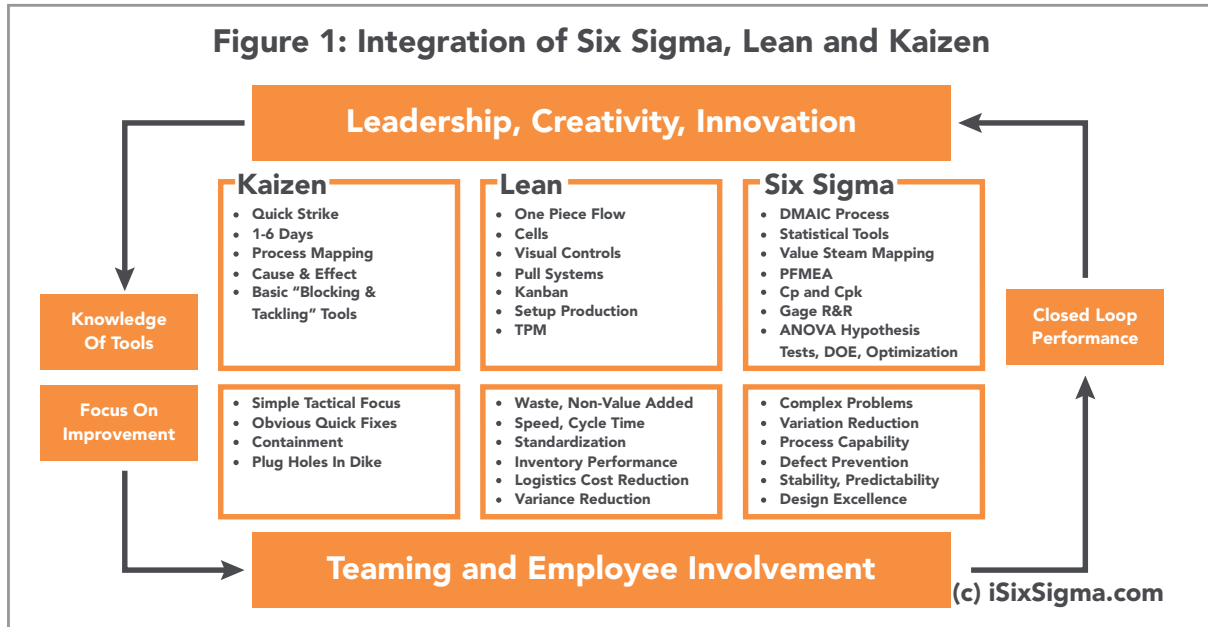 Figure 1: Integration of Six Sigma, Lean and Kaizen
Leadership, Creativity, Innovation
Knowledge
Of Tools
Kaizen
• Quick Strike
• 1-6 Days
• Process Mapping
• Cause & Effect
• Basic “Blocking &
Tackling” Tools
Lean
• One Piece Flow
• Cells
• Visual Controls
• Pull Systems
• Kanban
• Setup Production
• TPM
Six Sigma
• DMAIC Process
• Statistical Tools
• Value Steam Mapping
• PFMEA
• Cp and Cpk
• Gage R&R
• ANOVA Hypothesis
Tests, DOE, Optimization
Closed Loop
Performance
Focus On
Improvement
• Simple Tactical Focus
• Obvious Quick Fixes
• Containment
• Plug Holes In Dike
• Waste, Non-Value Added
• Speed, Cycle Time
• Standardization
• Inventory Performance
• Logistics Cost Reduction
• Variance Reduction
• Complex Problems
• Variation Reduction
• Process Capability
• Defect Prevention
• Stability, Predictability
• Design Excellence
Teaming and Employee Involvement
(c) iSixSigma.com